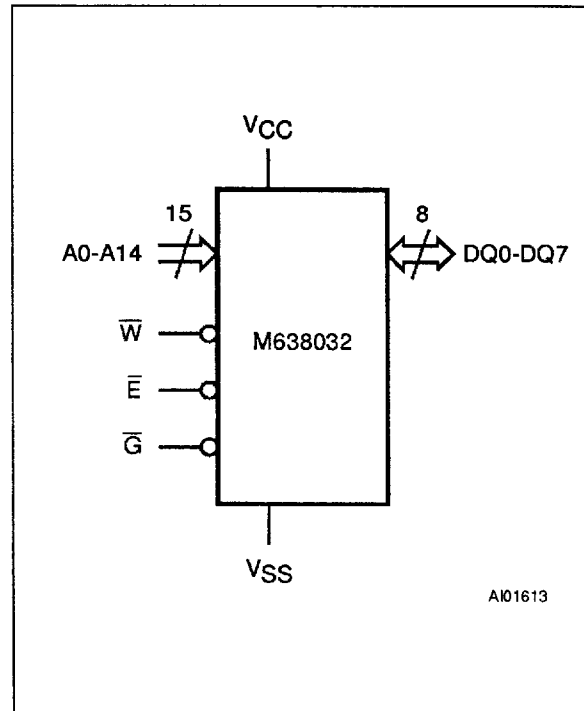 VCC
15
8
A0-A14
DQ0-DQ7
W̅
M638032
E̅
G̅
VSS
AI01613